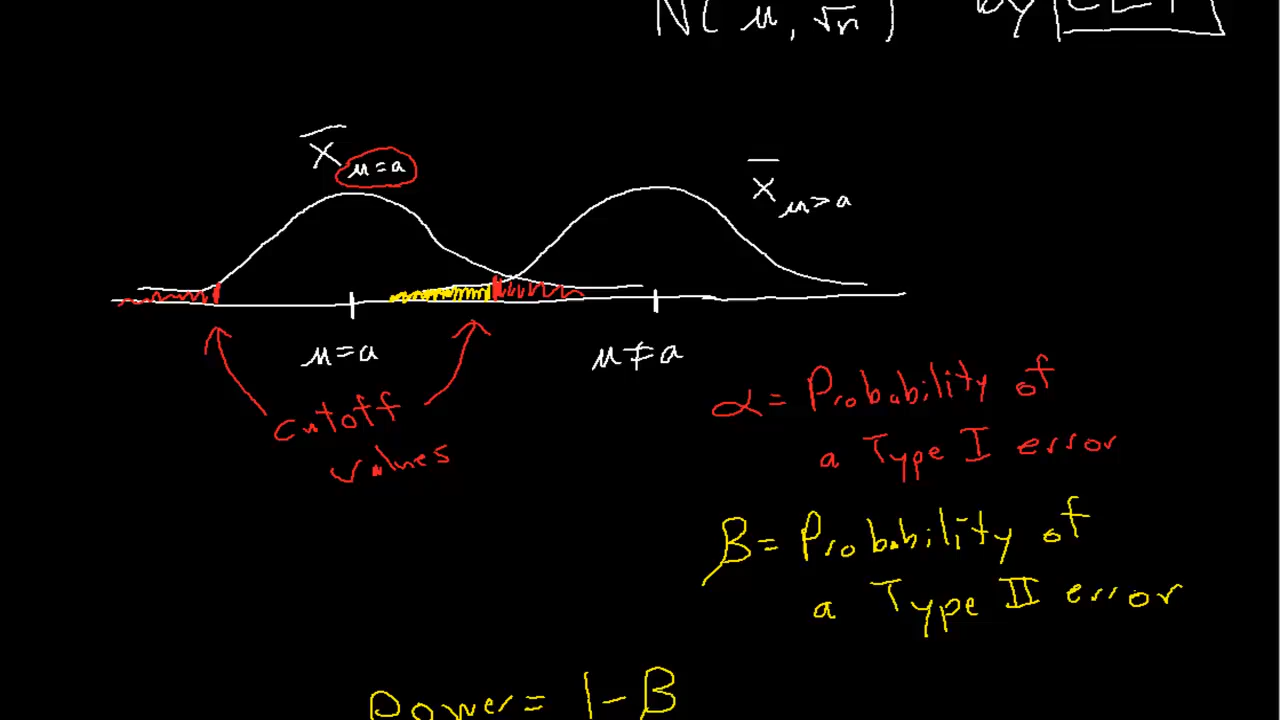 N( μ, √n ) by CLT
X̄ μ=a
X̄ μ>a
μ=a
μ≠a
cutoff
values
α= Probability of
a Type I error
β= Probability of
a Type II error
Power= 1-β